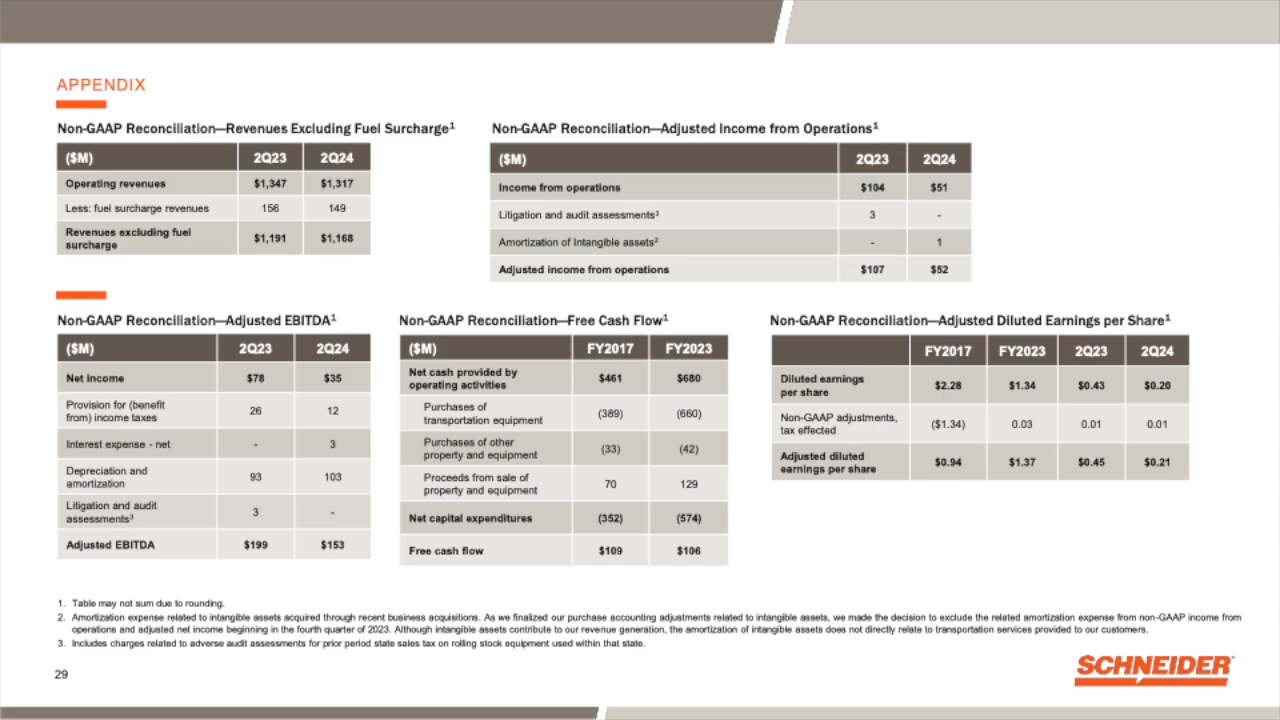 APPENDIX
Non-GAAP Reconciliation—Revenues Excluding Fuel Surcharge¹
($M) 2Q23 2Q24
Operating revenues $1,347 $1,317
Less: fuel surcharge revenues 156 149
Revenues excluding fuel
surcharge $1,191 $1,168
Non-GAAP Reconciliation—Adjusted Income from Operations¹
($M) 2Q23 2Q24
Income from operations $104 $51
Litigation and audit assessments³ 3 -
Amortization of Intangible assets² - 1
Adjusted income from operations $107 $52
Non-GAAP Reconciliation—Adjusted EBITDA¹
($M) 2Q23 2Q24
Net income $78 $35
Provision for (benefit
from) income taxes 26 12
Interest expense - net - 3
Depreciation and
amortization 93 103
Litigation and audit
assessments³ 3 -
Adjusted EBITDA $199 $153
Non-GAAP Reconciliation—Free Cash Flow¹
($M) FY2017 FY2023
Net cash provided by
operating activities $461 $680
Purchases of
transportation equipment (389) (660)
Purchases of other
property and equipment (33) (42)
Proceeds from sale of
property and equipment 70 129
Net capital expenditures (352) (574)
Free cash flow $109 $106
Non-GAAP Reconciliation—Adjusted Diluted Earnings per Share¹
FY2017 FY2023 2Q23 2Q24
Diluted earnings
per share $2.28 $1.34 $0.43 $0.20
Non-GAAP adjustments,
tax effected ($1.34) 0.03 0.01 0.01
Adjusted diluted
earnings per share $0.94 $1.37 $0.45 $0.21
1. Table may not sum due to rounding.
2. Amortization expense related to intangible assets acquired through recent business acquisitions. As we finalized our purchase accounting adjustments related to intangible assets, we made the decision to exclude the related amortization expense from non-GAAP income from
operations and adjusted net income beginning in the fourth quarter of 2023. Although intangible assets contribute to our revenue generation, the amortization of intangible assets does not directly relate to transportation services provided to our customers.
3. Includes charges related to adverse audit assessments for prior period state sales tax on rolling stock equipment used within that state.
29
SCHNEIDER